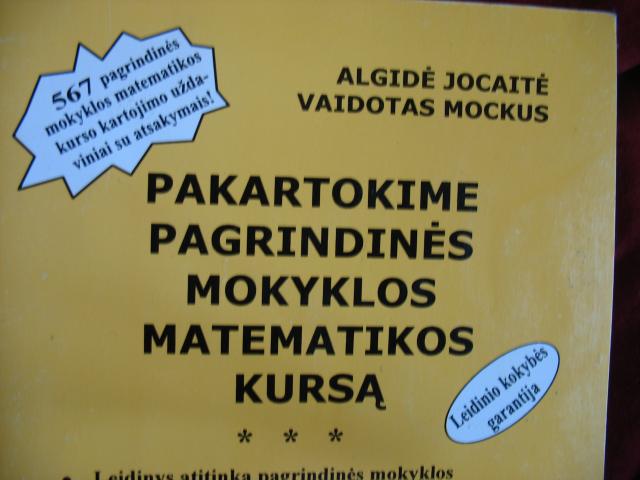 567 pagrindinės
mokyklos matematikos
kurso kartojimo užda-
viniai su atsakymais!
ALGIDĖ JOCAITĖ
VAIDOTAS MOCKUS
PAKARTOKIME
PAGRINDINĖS
MOKYKLOS
MATEMATIKOS
KURSĄ
* * *
Leidinio kokybės
garantija
• Leidinys atitinka pagrindinės mokyklos